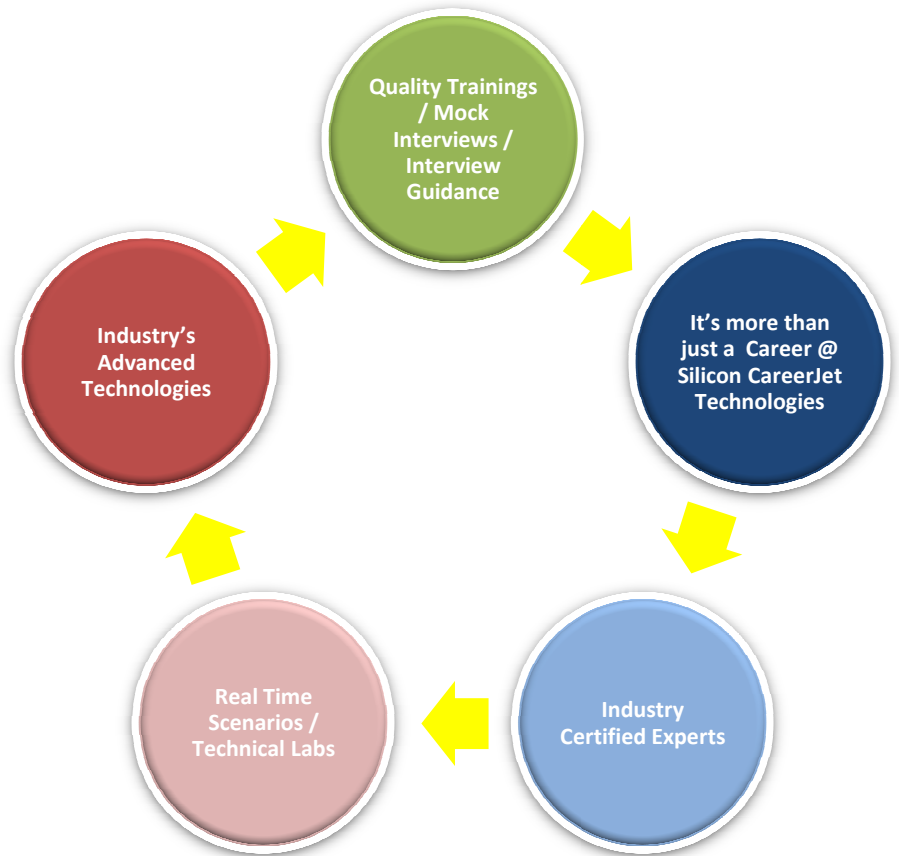 Quality Trainings
/ Mock
Interviews /
Interview
Guidance
It’s more than
just a  Career @
Silicon CareerJet
Technologies
Industry
Certified Experts
Real Time
Scenarios /
Technical Labs
Industry’s
Advanced
Technologies